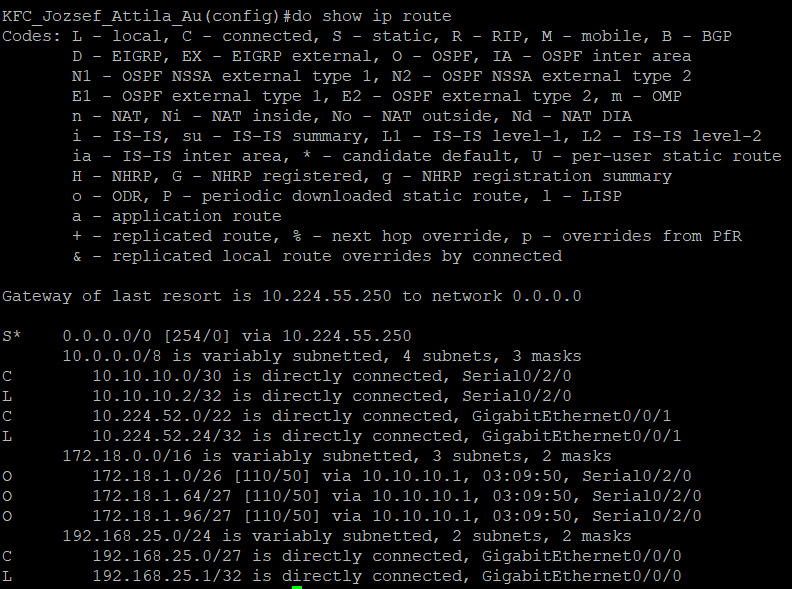 KFC_Jozsef_Attila_Au(config)#do show ip route
Codes: L - local, C - connected, S - static, R - RIP, M - mobile, B - BGP
       D - EIGRP, EX - EIGRP external, O - OSPF, IA - OSPF inter area
       N1 - OSPF NSSA external type 1, N2 - OSPF NSSA external type 2
       E1 - OSPF external type 1, E2 - OSPF external type 2, m - OMP
       n - NAT, Ni - NAT inside, No - NAT outside, Nd - NAT DIA
       i - IS-IS, su - IS-IS summary, L1 - IS-IS level-1, L2 - IS-IS level-2
       ia - IS-IS inter area, * - candidate default, U - per-user static route
       H - NHRP, G - NHRP registered, g - NHRP registration summary
       o - ODR, P - periodic downloaded static route, l - LISP
       a - application route
       + - replicated route, % - next hop override, p - overrides from PfR
       & - replicated local route overrides by connected

Gateway of last resort is 10.224.55.250 to network 0.0.0.0

S*    0.0.0.0/0 [254/0] via 10.224.55.250
      10.0.0.0/8 is variably subnetted, 4 subnets, 3 masks
C        10.10.10.0/30 is directly connected, Serial0/2/0
L        10.10.10.2/32 is directly connected, Serial0/2/0
C        10.224.52.0/22 is directly connected, GigabitEthernet0/0/1
L        10.224.52.24/32 is directly connected, GigabitEthernet0/0/1
      172.18.0.0/16 is variably subnetted, 3 subnets, 2 masks
O        172.18.1.0/26 [110/50] via 10.10.10.1, 03:09:50, Serial0/2/0
O        172.18.1.64/27 [110/50] via 10.10.10.1, 03:09:50, Serial0/2/0
O        172.18.1.96/27 [110/50] via 10.10.10.1, 03:09:50, Serial0/2/0
      192.168.25.0/24 is variably subnetted, 2 subnets, 2 masks
C        192.168.25.0/27 is directly connected, GigabitEthernet0/0/0
L        192.168.25.1/32 is directly connected, GigabitEthernet0/0/0